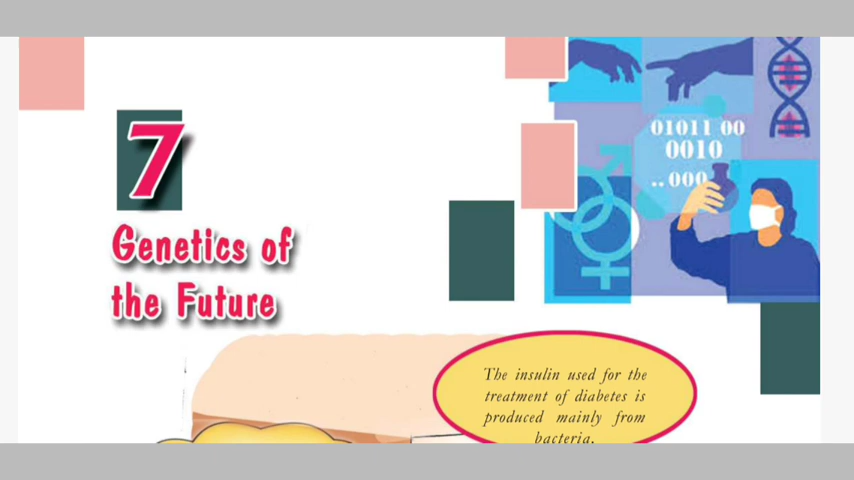 7
Genetics of
the Future
01011 00
0010
..000
The insulin used for the
treatment of diabetes is
produced mainly from
bacteria.